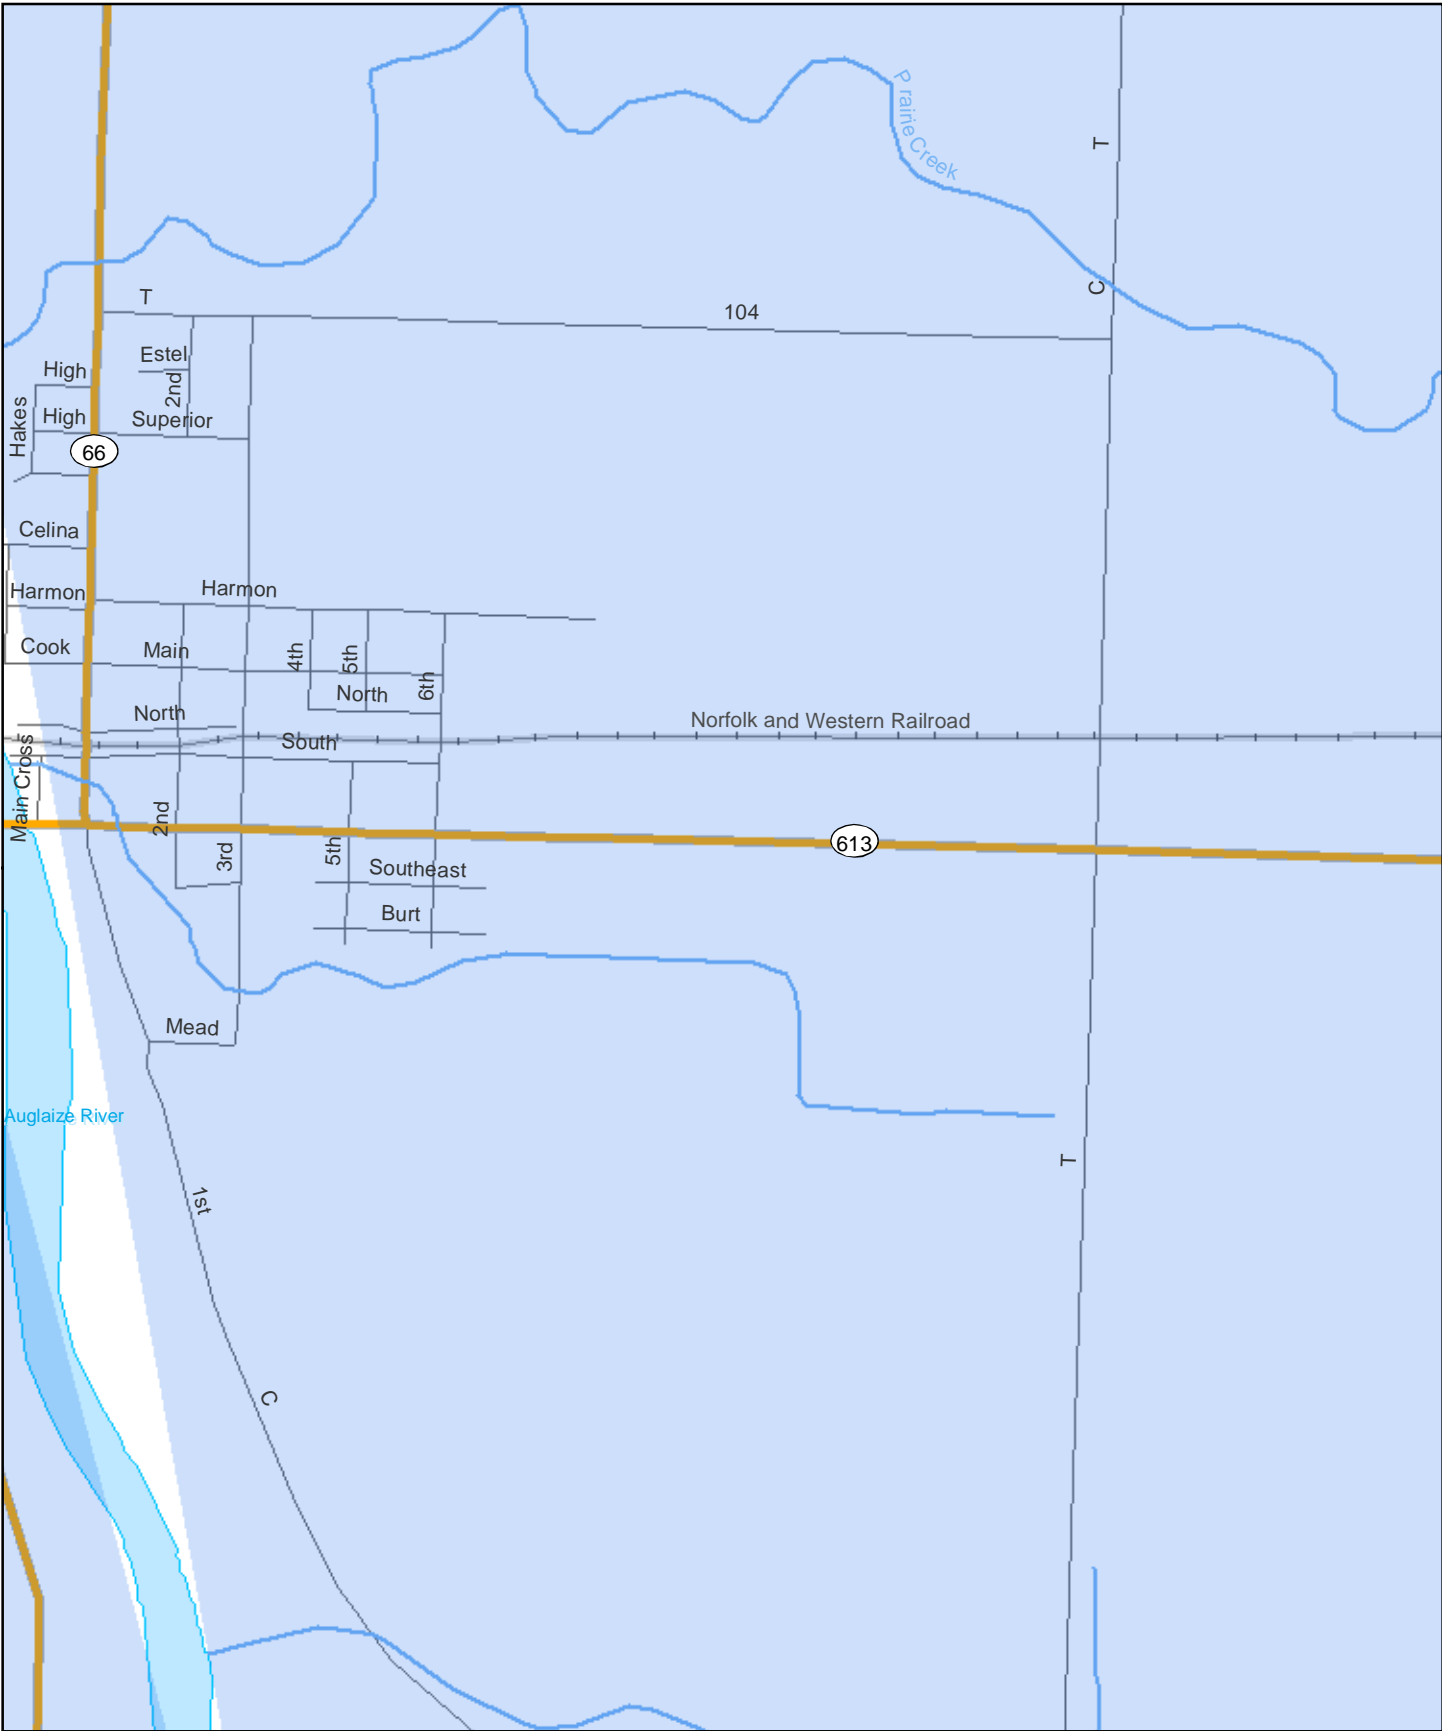 Prairie Creek
T
C
T
104
Estel
High
2nd
Hakes
High
Superior
66
Celina
Harmon
Harmon
Cook
Main
4th
5th
6th
North
North
Norfolk and Western Railroad
South
Main Cross
2nd
3rd
5th
613
Southeast
Burt
Mead
Auglaize River
T
1st
C